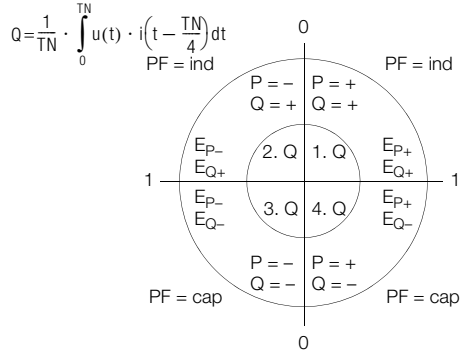 Q = 1/TN · ∫₀^TN u(t) · i(t − TN/4) dt
0
PF = ind PF = ind
P = − P = +
Q = + Q = +
E_P− 2. Q 1. Q E_P+
E_Q+ E_Q+
1 1
E_P− 3. Q 4. Q E_P+
E_Q− E_Q−
P = − P = +
Q = − Q = −
PF = cap PF = cap
0